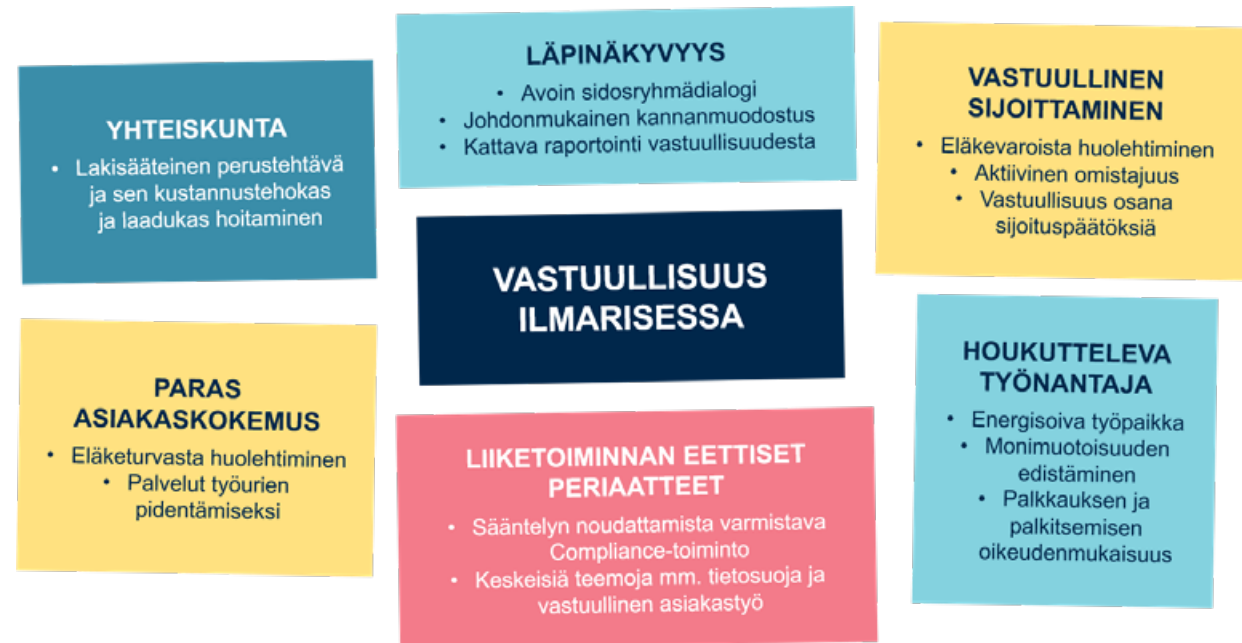 YHTEISKUNTA
• Lakisääteinen perustehtävä
ja sen kustannustehokas
ja laadukas hoitaminen
LÄPINÄKYVYYS
• Avoin sidosryhmädialogi
• Johdonmukainen kannanmuodostus
• Kattava raportointi vastuullisuudesta
VASTUULLINEN
SIJOITTAMINEN
• Eläkevaroista huolehtiminen
• Aktiivinen omistajuus
• Vastuullisuus osana
sijoituspäätöksiä
VASTUULLISUUS
ILMARISESSA
PARAS
ASIAKASKOKEMUS
• Eläketurvasta huolehtiminen
• Palvelut työurien
pidentämiseksi
LIIKETOIMINNAN EETTISET
PERIAATTEET
• Sääntelyn noudattamista varmistava
Compliance-toiminto
• Keskeisiä teemoja mm. tietosuoja ja
vastuullinen asiakastyö
HOUKUTTELEVA
TYÖNANTAJA
• Energisoiva työpaikka
• Monimuotoisuuden
edistäminen
• Palkkauksen ja
palkitsemisen
oikeudenmukaisuus